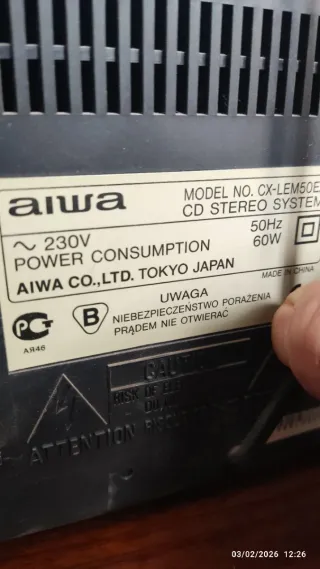 aiwa
MODEL NO. CX-LEM50E
CD STEREO SYSTEM
~ 230V 50Hz
POWER CONSUMPTION 60W
AIWA CO.,LTD. TOKYO JAPAN
MADE IN CHINA
UWAGA
NIEBEZPIECZEŃSTWO PORAŻENIA
PRĄDEM NIE OTWIERAĆ
B
АЯ46
ATTENTION
03/02/2026 12:26